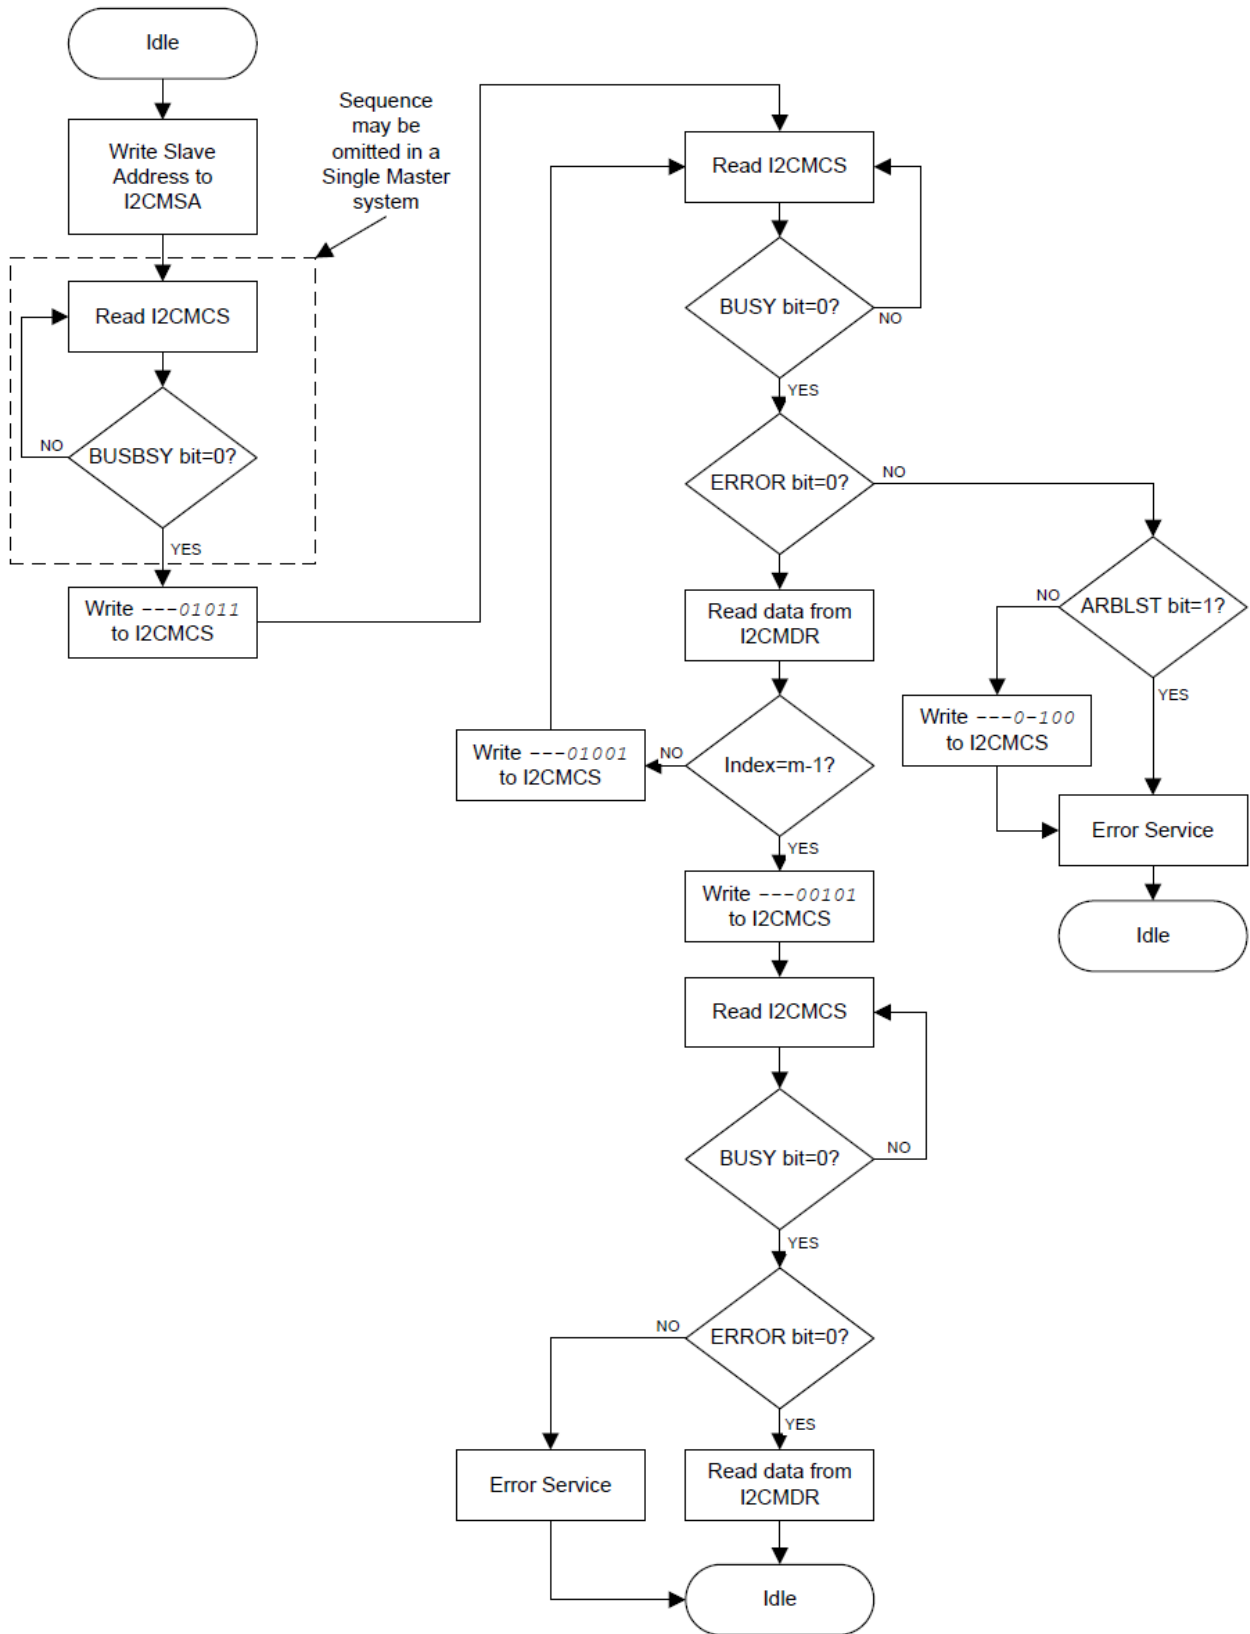 Idle
Write Slave
Address to
I2CMSA
Sequence
may be
omitted in a
Single Master
system
Read I2CMCS
BUSBSY bit=0?
NO
YES
Write ---01011
to I2CMCS
Read I2CMCS
BUSY bit=0?
NO
YES
ERROR bit=0?
NO
ARBLST bit=1?
NO
YES
Write ---0-100
to I2CMCS
Error Service
Idle
Read data from
I2CMDR
Index=m-1?
NO
Write ---01001
to I2CMCS
YES
Write ---00101
to I2CMCS
Read I2CMCS
BUSY bit=0?
NO
YES
ERROR bit=0?
NO
YES
Error Service
Read data from
I2CMDR
Idle